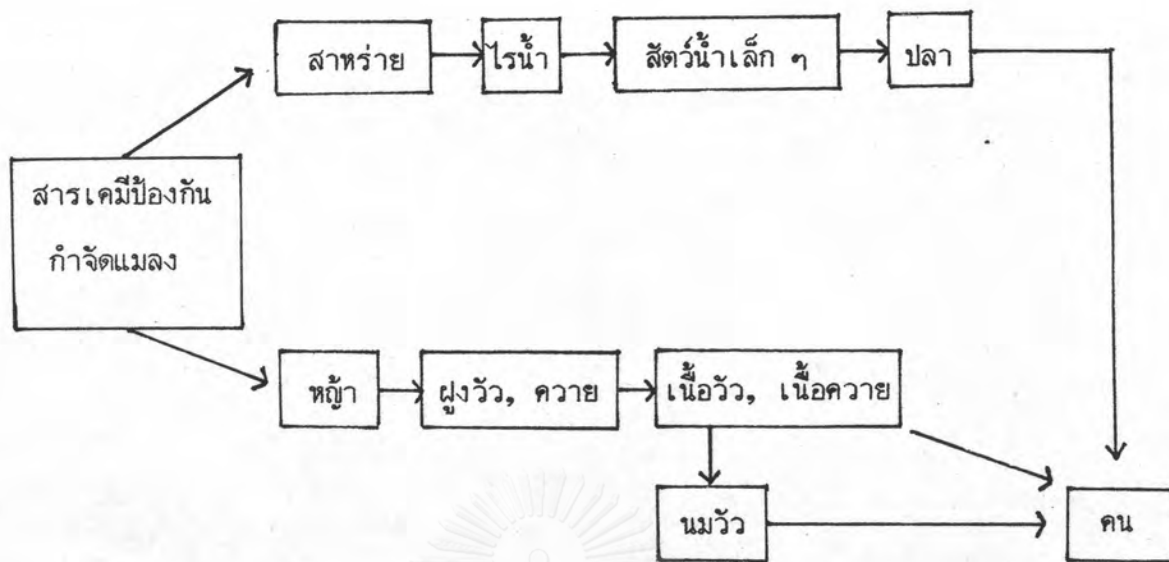 สาหร่าย
ไรน้ำ
สัตว์น้ำเล็ก ๆ
ปลา
สารเคมีป้องกัน
กำจัดแมลง
หญ้า
ฝูงวัว, ควาย
เนื้อวัว, เนื้อควาย
นมวัว
คน